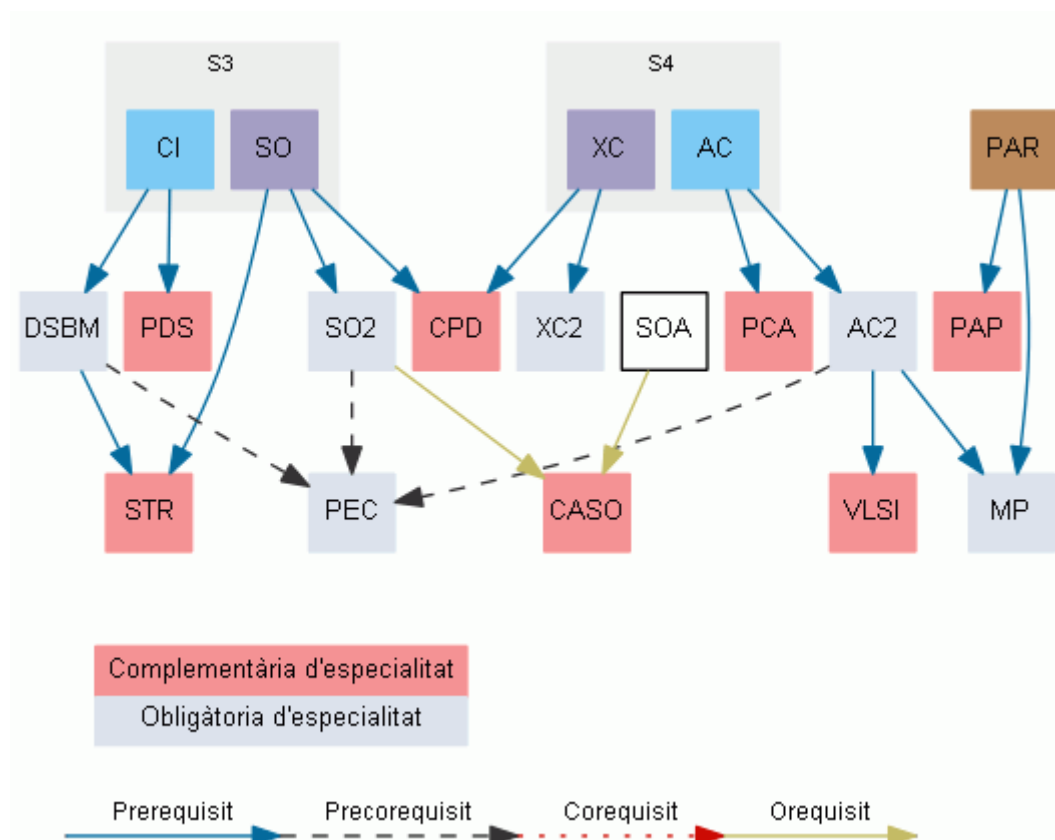 S3
S4
CI
SO
XC
AC
PAR
DSBM
PDS
SO2
CPD
XC2
SOA
PCA
AC2
PAP
STR
PEC
CASO
VLSI
MP
Complementària d'especialitat
Obligàtoria d'especialitat
Prerequisit
Precorequisit
Corequisit
Orequisit